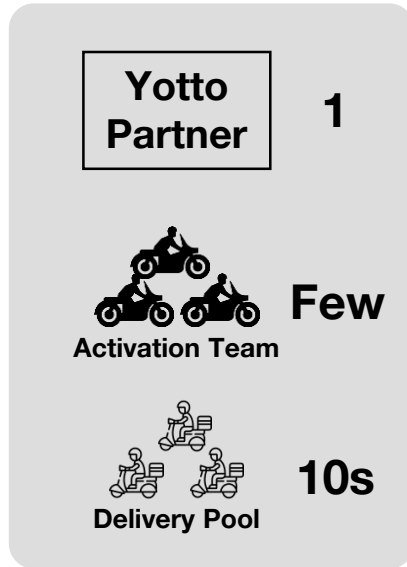 Yotto
Partner
1
Few
Activation Team
10s
Delivery Pool